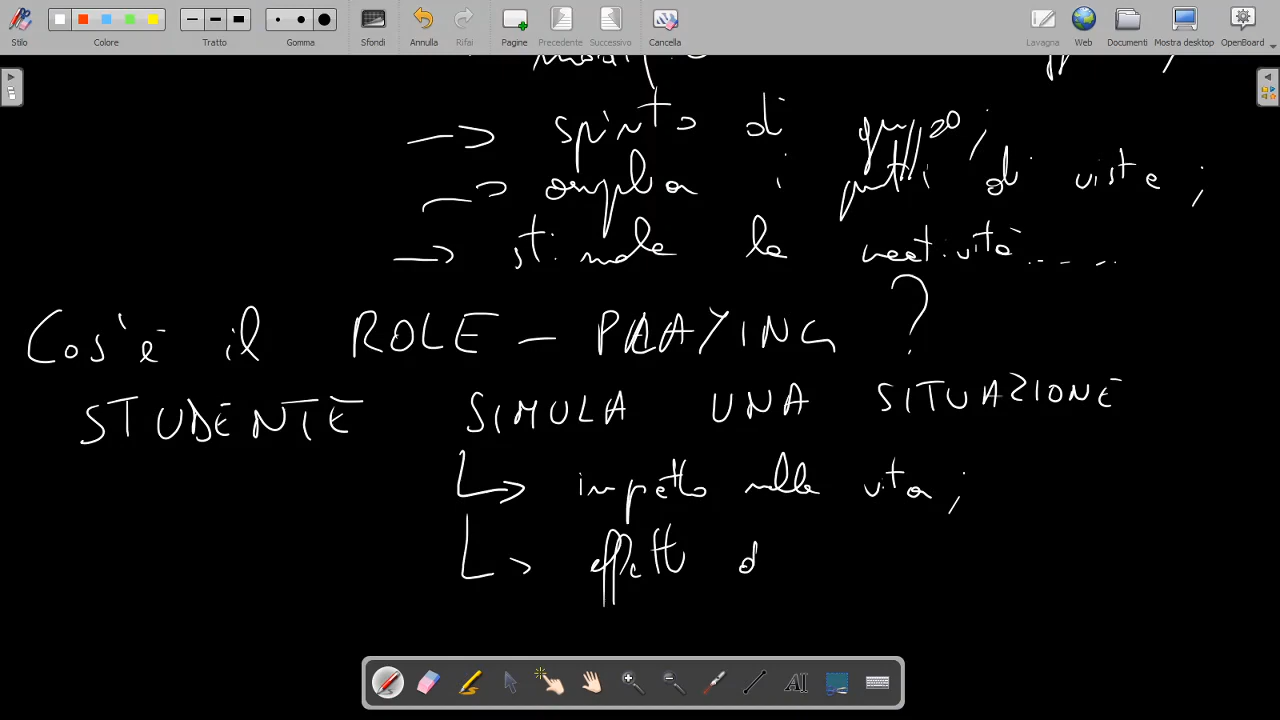 Stilo Colore Tratto Gomma Sfondi Annulla Rifai Pagine Precedente Successivo Cancella Lavagna Web Documenti Mostra desktop OpenBoard
→ spirito di gruppo;
→ amplia i punti di vista;
→ stimola la creatività.....
Cos'è il ROLE - PLAYING ?
STUDENTE SIMULA UNA SITUAZIONE
↳ impatto nella vita;
↳ effetti d